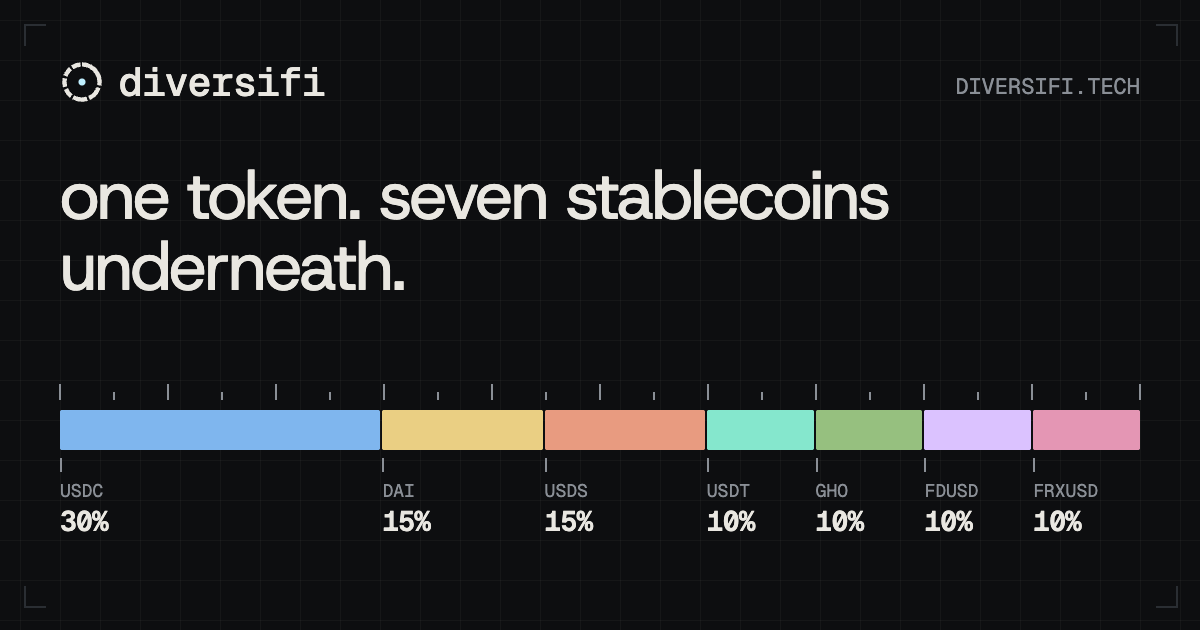 diversifi
DIVERSIFI.TECH
one token. seven stablecoins
underneath.
USDC DAI USDS USDT GHO FDUSD FRXUSD
30% 15% 15% 10% 10% 10% 10%